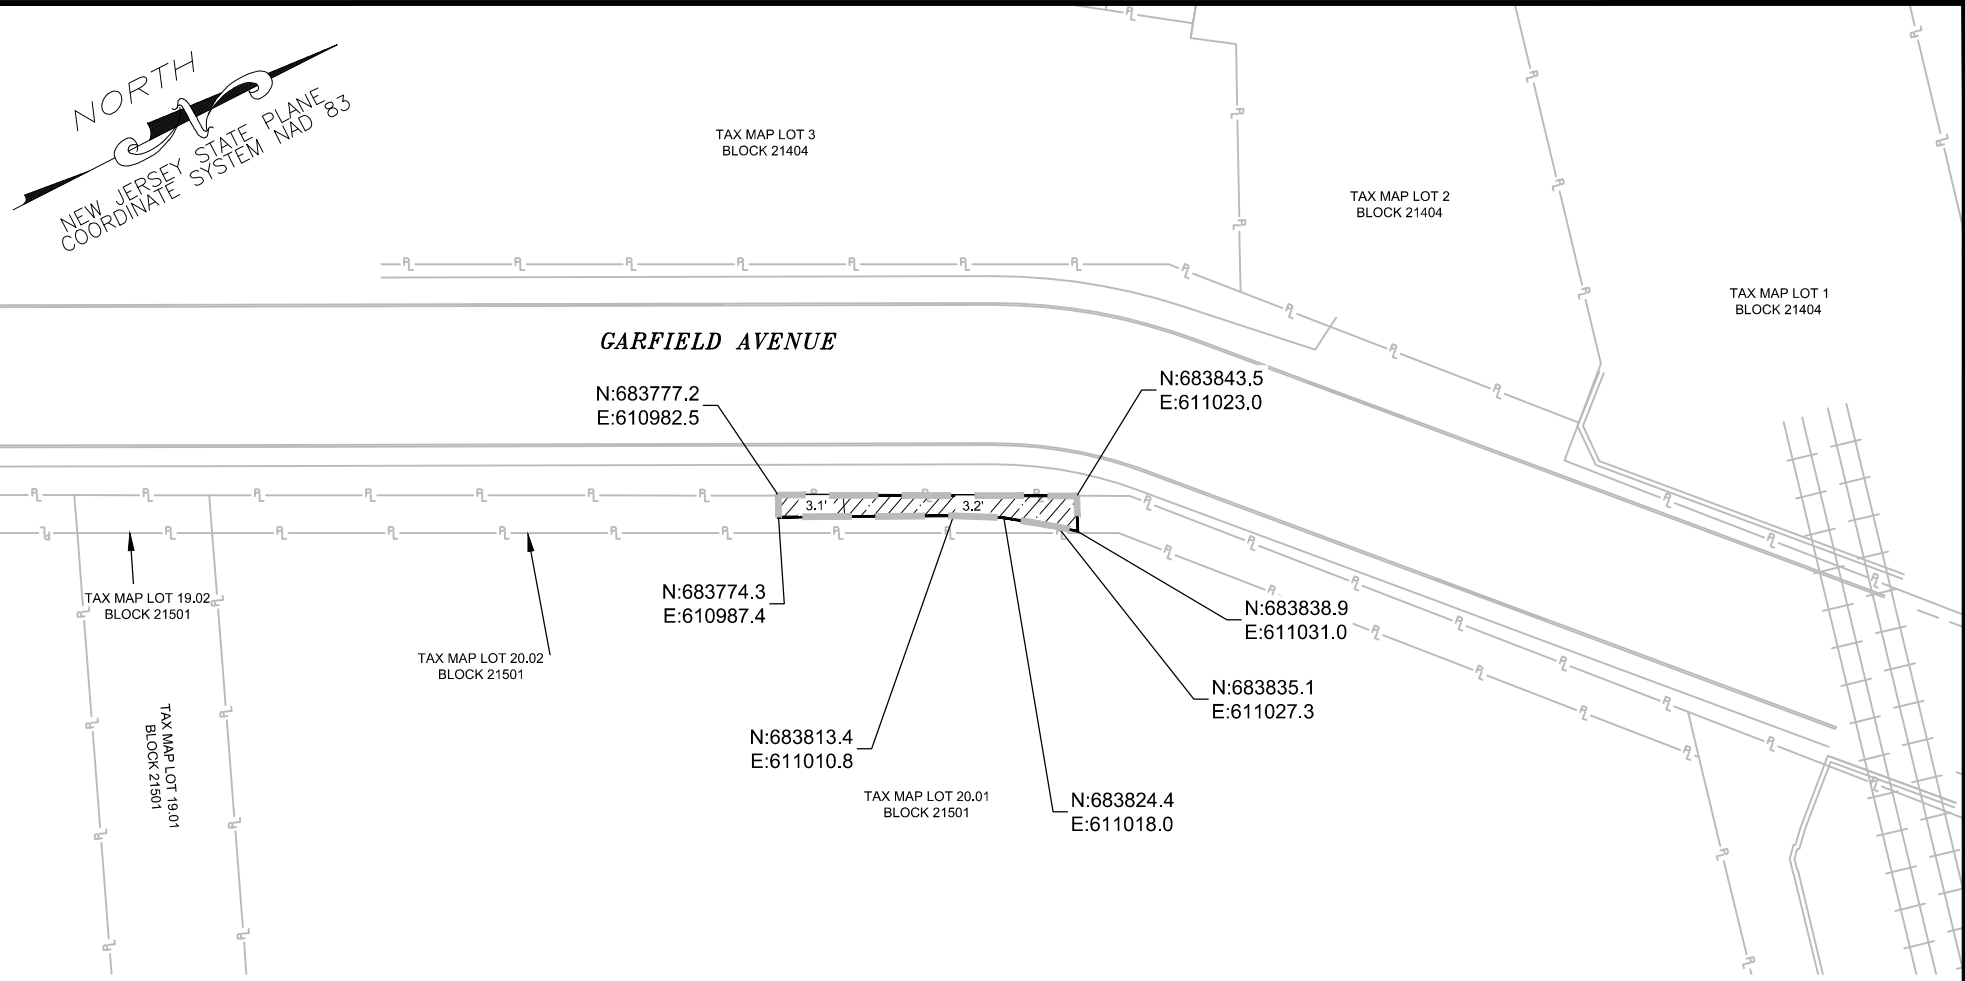 NORTH
NEW JERSEY STATE PLANE
COORDINATE SYSTEM NAD 83
TAX MAP LOT 3
BLOCK 21404
TAX MAP LOT 2
BLOCK 21404
TAX MAP LOT 1
BLOCK 21404
GARFIELD AVENUE
N:683777.2
E:610982.5
N:683843.5
E:611023.0
3.1'
3.2'
N:683774.3
E:610987.4
TAX MAP LOT 19.02
BLOCK 21501
N:683838.9
E:611031.0
TAX MAP LOT 20.02
BLOCK 21501
N:683835.1
E:611027.3
TAX MAP LOT 19.01
BLOCK 21501
N:683813.4
E:611010.8
TAX MAP LOT 20.01
BLOCK 21501
N:683824.4
E:611018.0